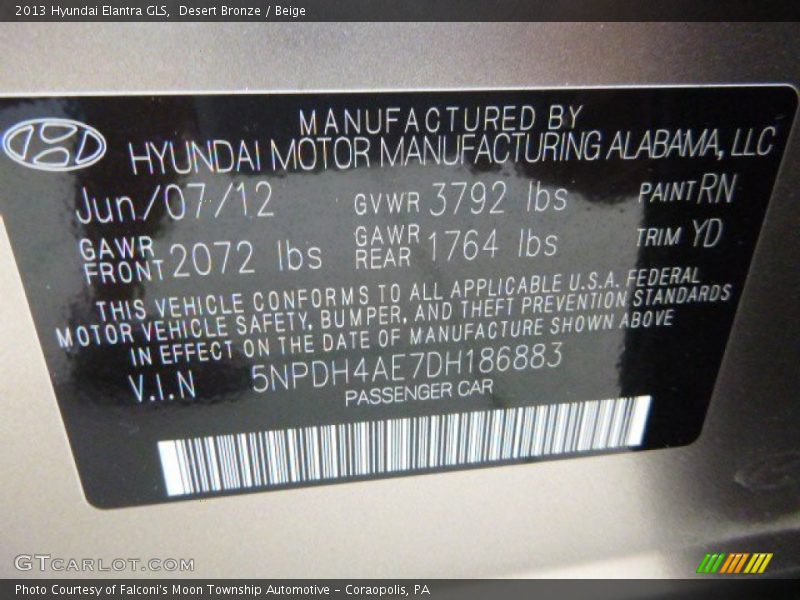 2013 Hyundai Elantra GLS, Desert Bronze / Beige
MANUFACTURED BY
HYUNDAI MOTOR MANUFACTURING ALABAMA, LLC
Jun/07/12 GVWR 3792 lbs PAINT RN
GAWR FRONT 2072 lbs GAWR REAR 1764 lbs TRIM YD
THIS VEHICLE CONFORMS TO ALL APPLICABLE U.S.A. FEDERAL
MOTOR VEHICLE SAFETY, BUMPER, AND THEFT PREVENTION STANDARDS
IN EFFECT ON THE DATE OF MANUFACTURE SHOWN ABOVE
V.I.N 5NPDH4AE7DH186883
PASSENGER CAR
GTCARLOT.COM
Photo Courtesy of Falconi's Moon Township Automotive - Coraopolis, PA